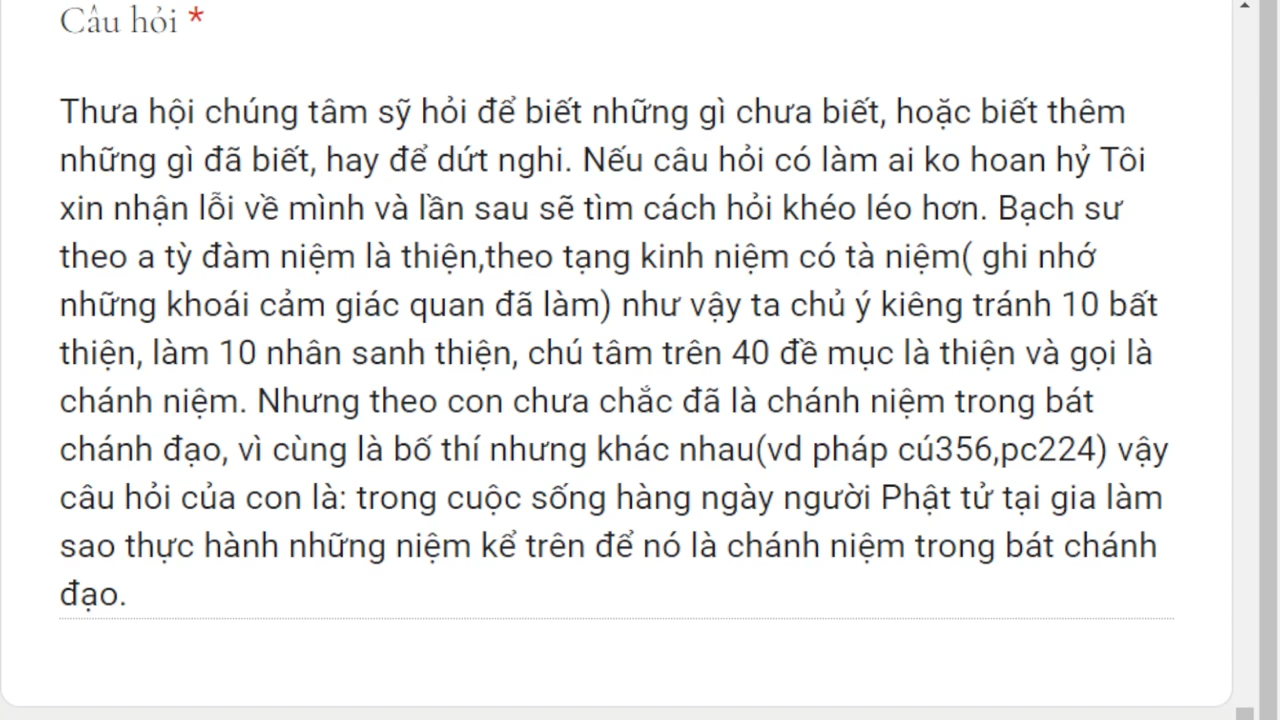 Câu hỏi *
Thưa hội chúng tâm sỹ hỏi để biết những gì chưa biết, hoặc biết thêm
những gì đã biết, hay để dứt nghi. Nếu câu hỏi có làm ai ko hoan hỷ Tôi
xin nhận lỗi về mình và lần sau sẽ tìm cách hỏi khéo léo hơn. Bạch sư
theo a tỳ đàm niệm là thiện,theo tạng kinh niệm có tà niệm( ghi nhớ
những khoái cảm giác quan đã làm) như vậy ta chủ ý kiêng tránh 10 bất
thiện, làm 10 nhân sanh thiện, chú tâm trên 40 đề mục là thiện và gọi là
chánh niệm. Nhưng theo con chưa chắc đã là chánh niệm trong bát
chánh đạo, vì cùng là bố thí nhưng khác nhau(vd pháp cú356,pc224) vậy
câu hỏi của con là: trong cuộc sống hàng ngày người Phật tử tại gia làm
sao thực hành những niệm kể trên để nó là chánh niệm trong bát chánh
đạo.